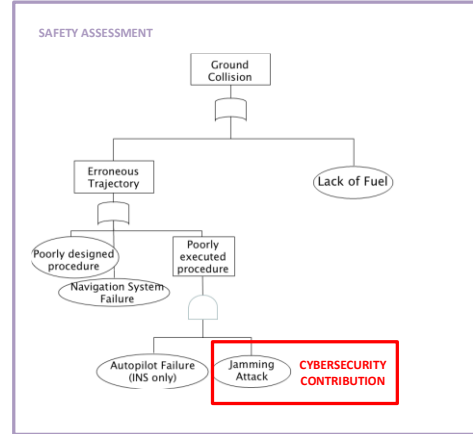 SAFETY ASSESSMENT
Ground
Collision
Erroneous
Trajectory
Lack of Fuel
Poorly designed
procedure
Poorly
executed
procedure
Navigation System
Failure
Autopilot Failure
(INS only)
Jamming
Attack
CYBERSECURITY
CONTRIBUTION